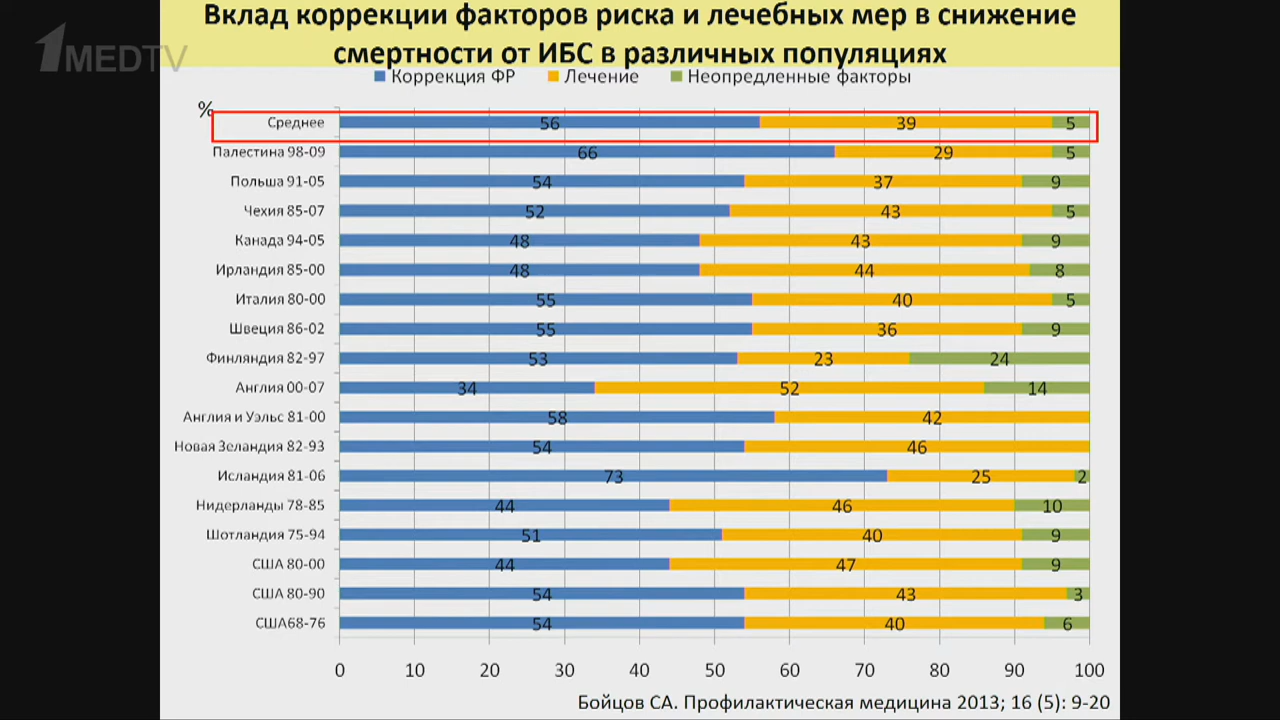 Вклад коррекции факторов риска и лечебных мер в снижение
смертности от ИБС в различных популяциях
1MEDTV
Коррекция ФР Лечение Неопредленные факторы
%
Среднее 56 39 5
Палестина 98-09 66 29 5
Польша 91-05 54 37 9
Чехия 85-07 52 43 5
Канада 94-05 48 43 9
Ирландия 85-00 48 44 8
Италия 80-00 55 40 5
Швеция 86-02 55 36 9
Финляндия 82-97 53 23 24
Англия 00-07 34 52 14
Англия и Уэльс 81-00 58 42
Новая Зеландия 82-93 54 46
Исландия 81-06 73 25 2
Нидерланды 78-85 44 46 10
Шотландия 75-94 51 40 9
США 80-00 44 47 9
США 80-90 54 43 3
США68-76 54 40 6
0 10 20 30 40 50 60 70 80 90 100
Бойцов СА. Профилактическая медицина 2013; 16 (5): 9-20